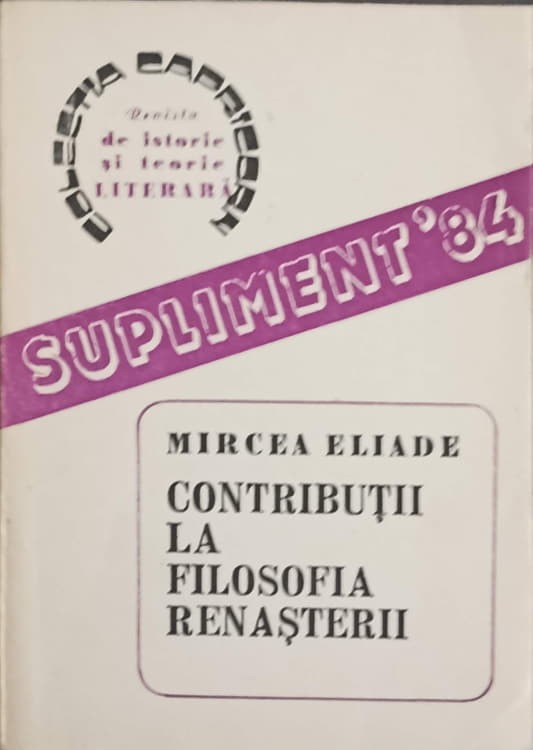 COLECȚIA CAPRICORN
Revista
de istorie
și teorie
LITERARĂ
SUPLIMENT '84
MIRCEA ELIADE
CONTRIBUȚII
LA
FILOSOFIA
RENAȘTERII